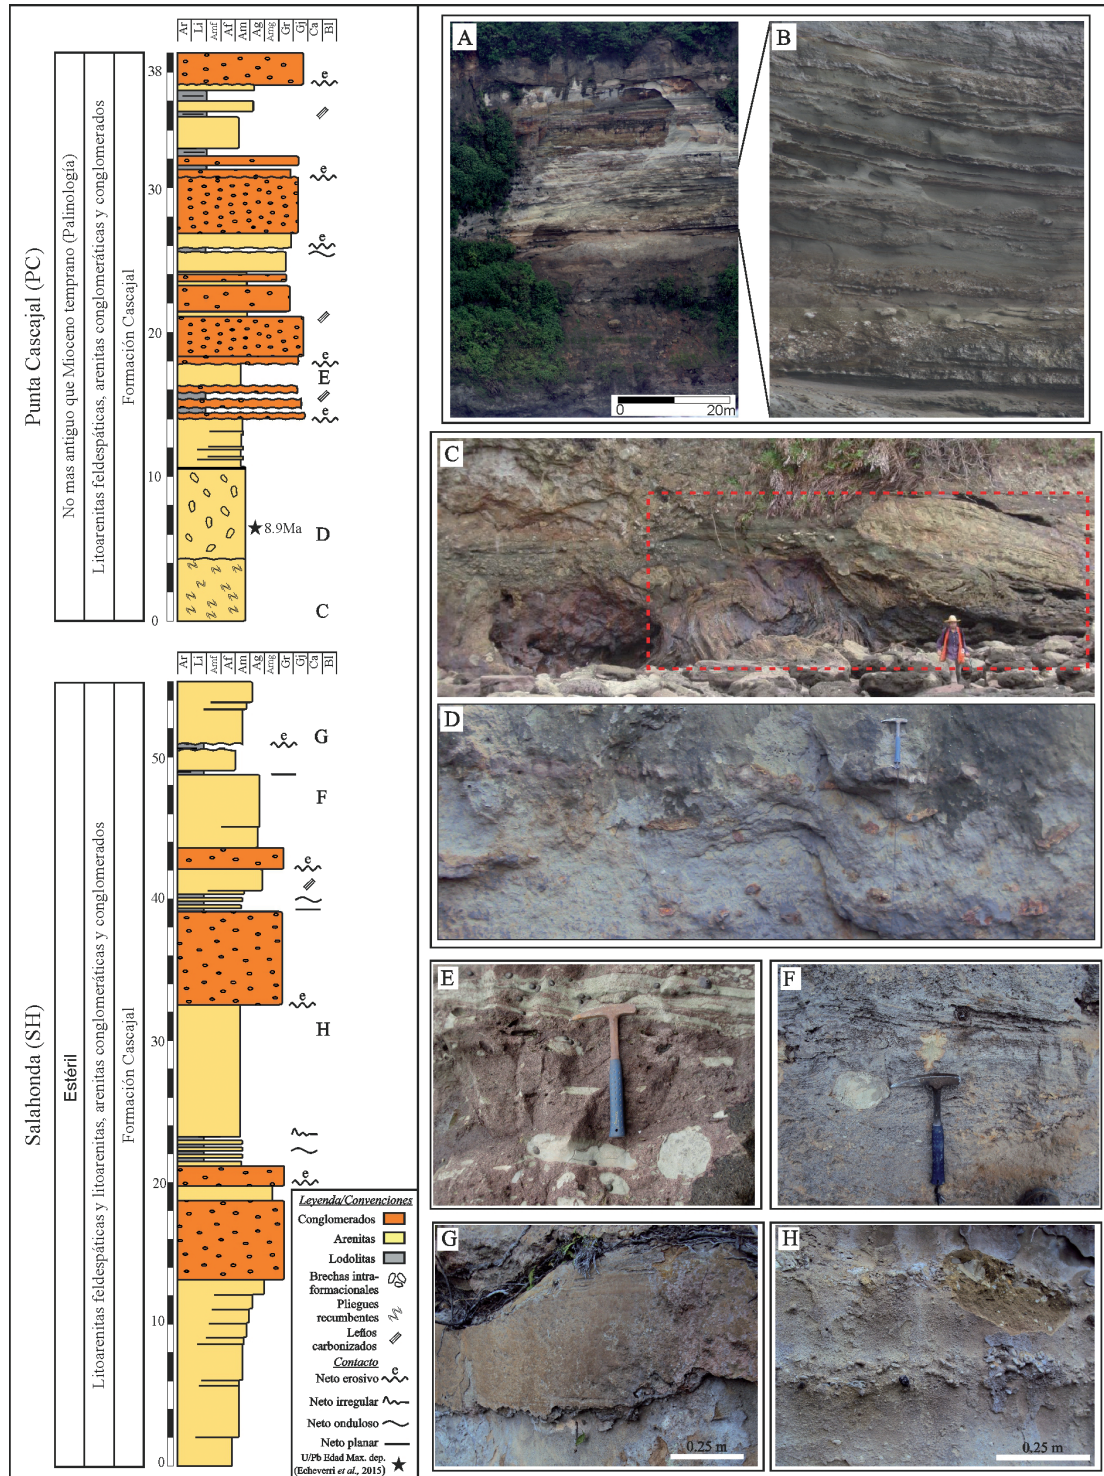 Ar Li Amf Af Am Ag Amg Gr Gj Ca Bl
Punta Cascajal (PC)
No mas antiguo que Mioceno temprano (Palinología)
Litoarenitas feldespáticas, arenitas conglomeráticas y conglomerados
Formación Cascajal
38
30
20
10
0
e
e
e
e
E
e
8.9Ma
D
C
Ar Li Amf Af Am Ag Amg Gr Gj Ca Bl
Salahonda (SH)
Estéril
Litoarenitas feldespáticas y litoarenitas, arenitas conglomeráticas y conglomerados
Formación Cascajal
50
40
30
20
10
0
G
e
F
e
e
H
e
Leyenda/Convenciones
Conglomerados
Arenitas
Lodolitas
Brechas intra-
formacionales
Pliegues
recumbentes
Leños
carbonizados
Contacto
Neto erosivo e
Neto irregular
Neto onduloso
Neto planar
U/Pb Edad Max. dep.
(Echeverri et al., 2015)
A
0 20m
B
C
D
E
F
G
0.25 m
H
0.25 m